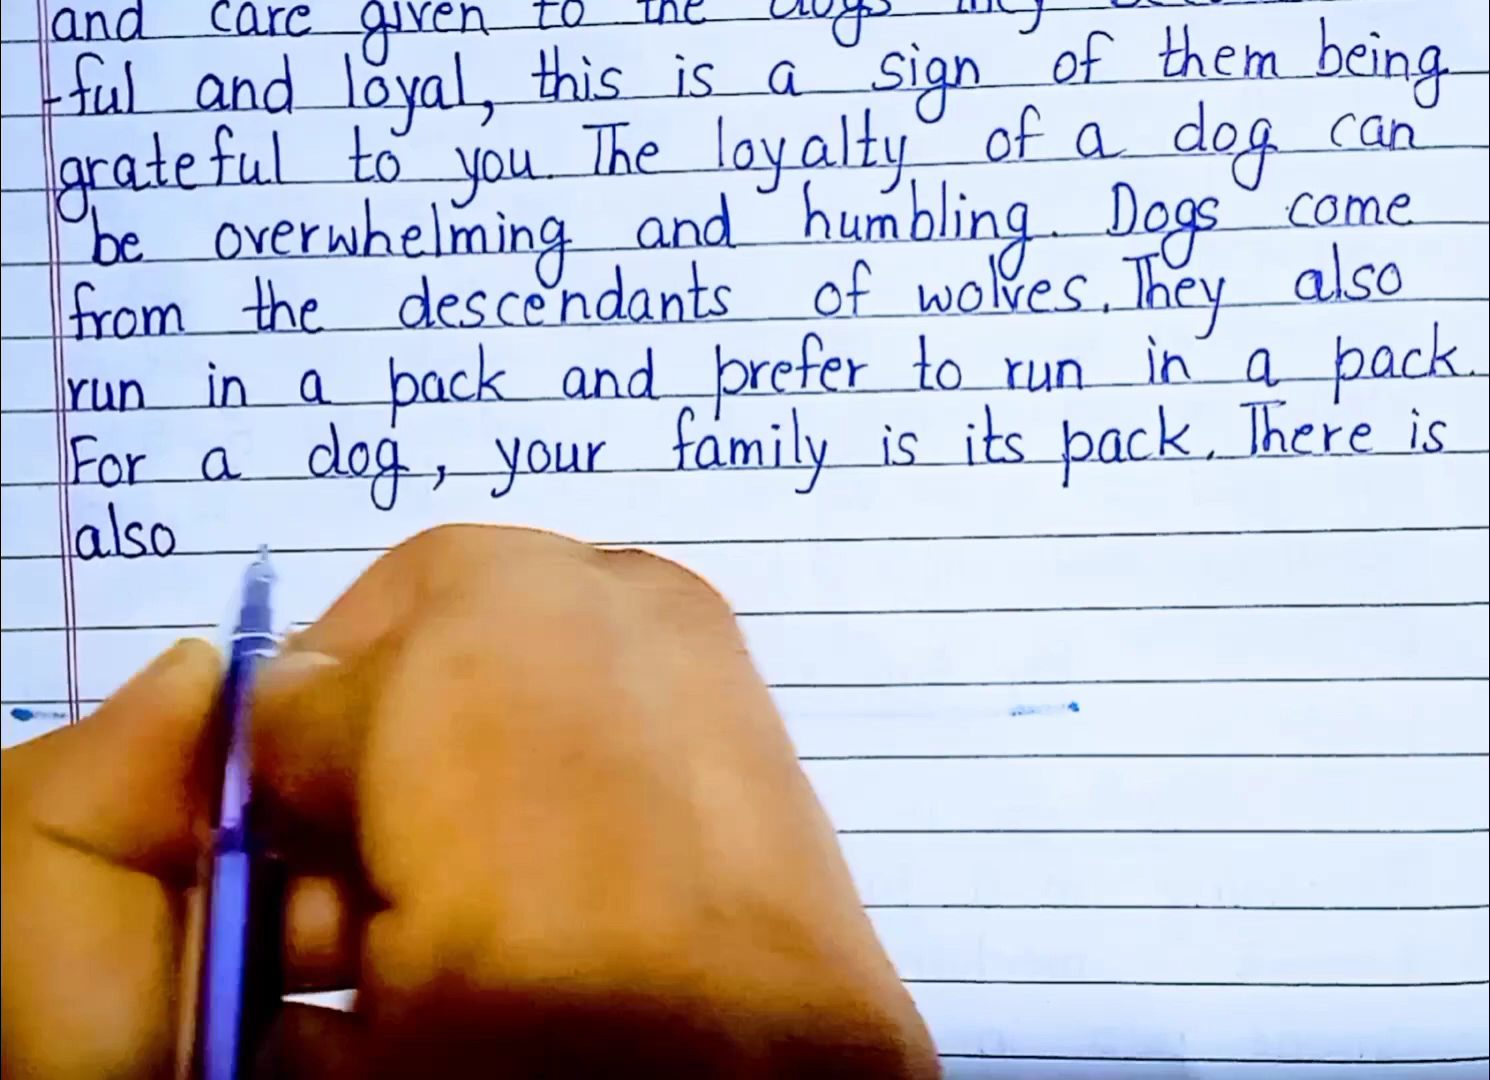 and care given to the dogs they
-ful and loyal, this is a sign of them being
grateful to you. The loyalty of a dog can
be overwhelming and humbling. Dogs come
from the descendants of wolves. They also
run in a pack and prefer to run in a pack.
For a dog, your family is its pack. There is
also